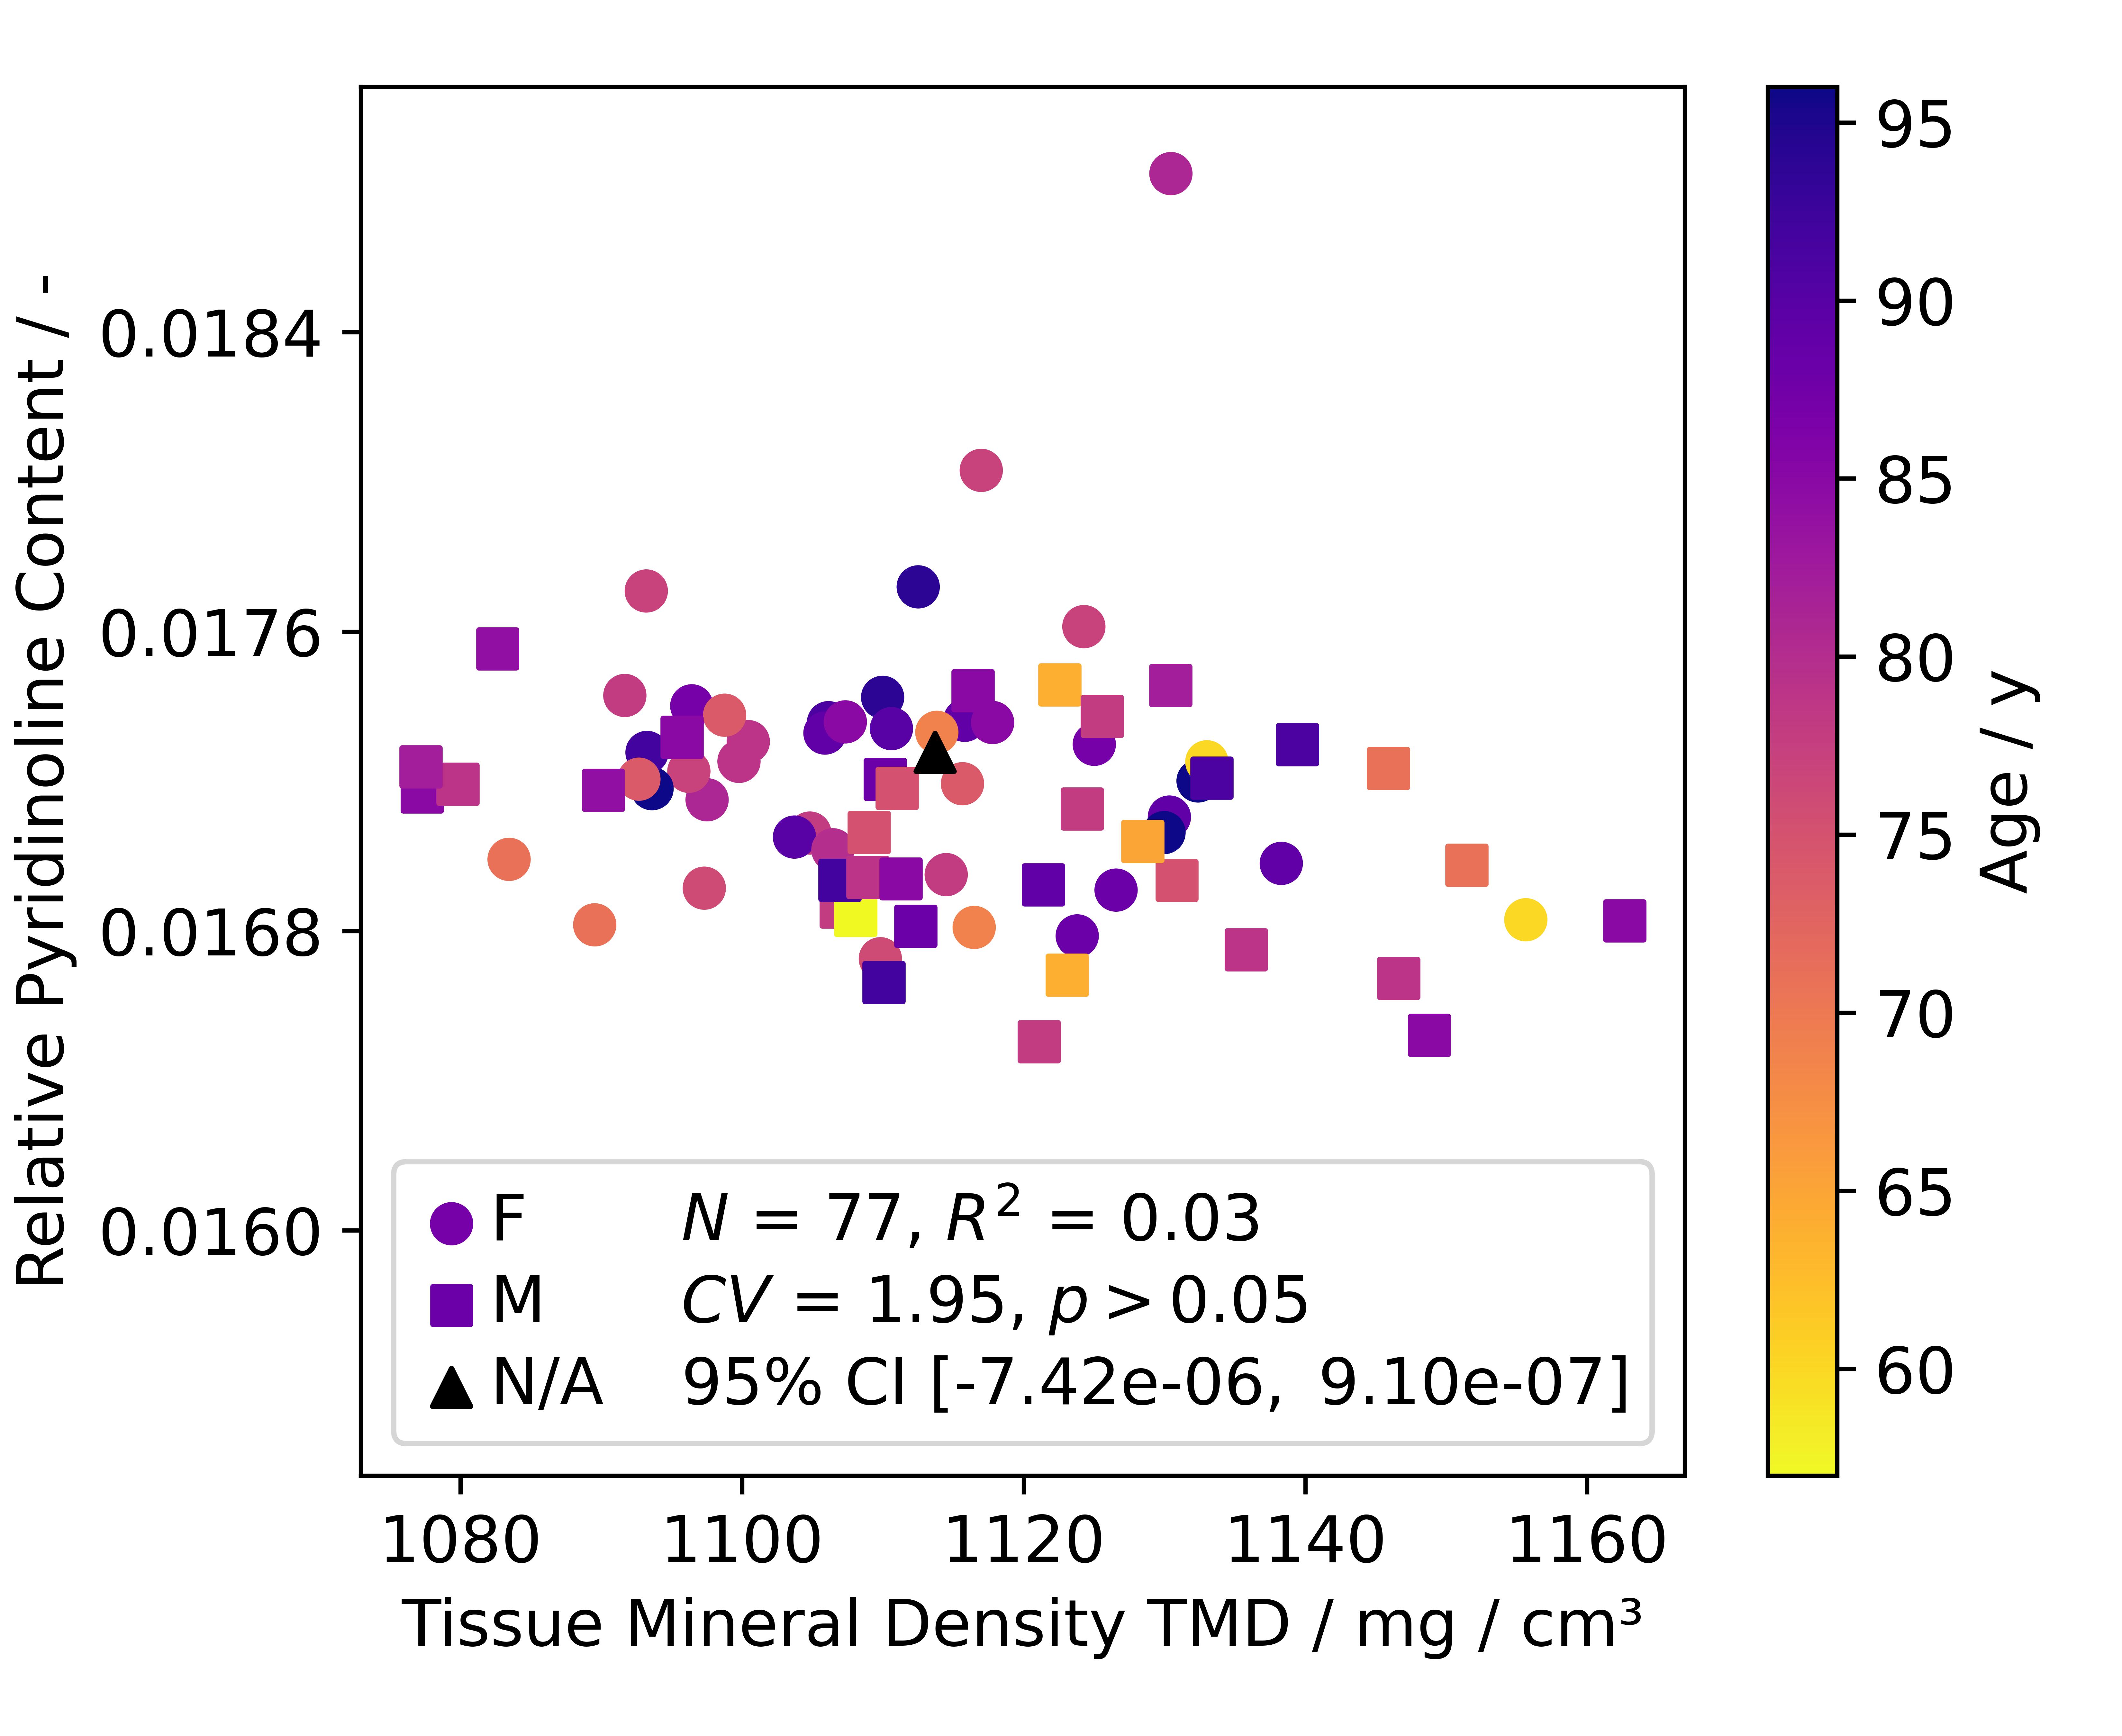 Relative Pyridinoline Content / -
0.0184
0.0176
0.0168
0.0160
F
M
N/A
N = 77, R² = 0.03
CV = 1.95, p > 0.05
95% CI [-7.42e-06, 9.10e-07]
1080 1100 1120 1140 1160
Tissue Mineral Density TMD / mg / cm³
95
90
85
80
75
70
65
60
Age / y